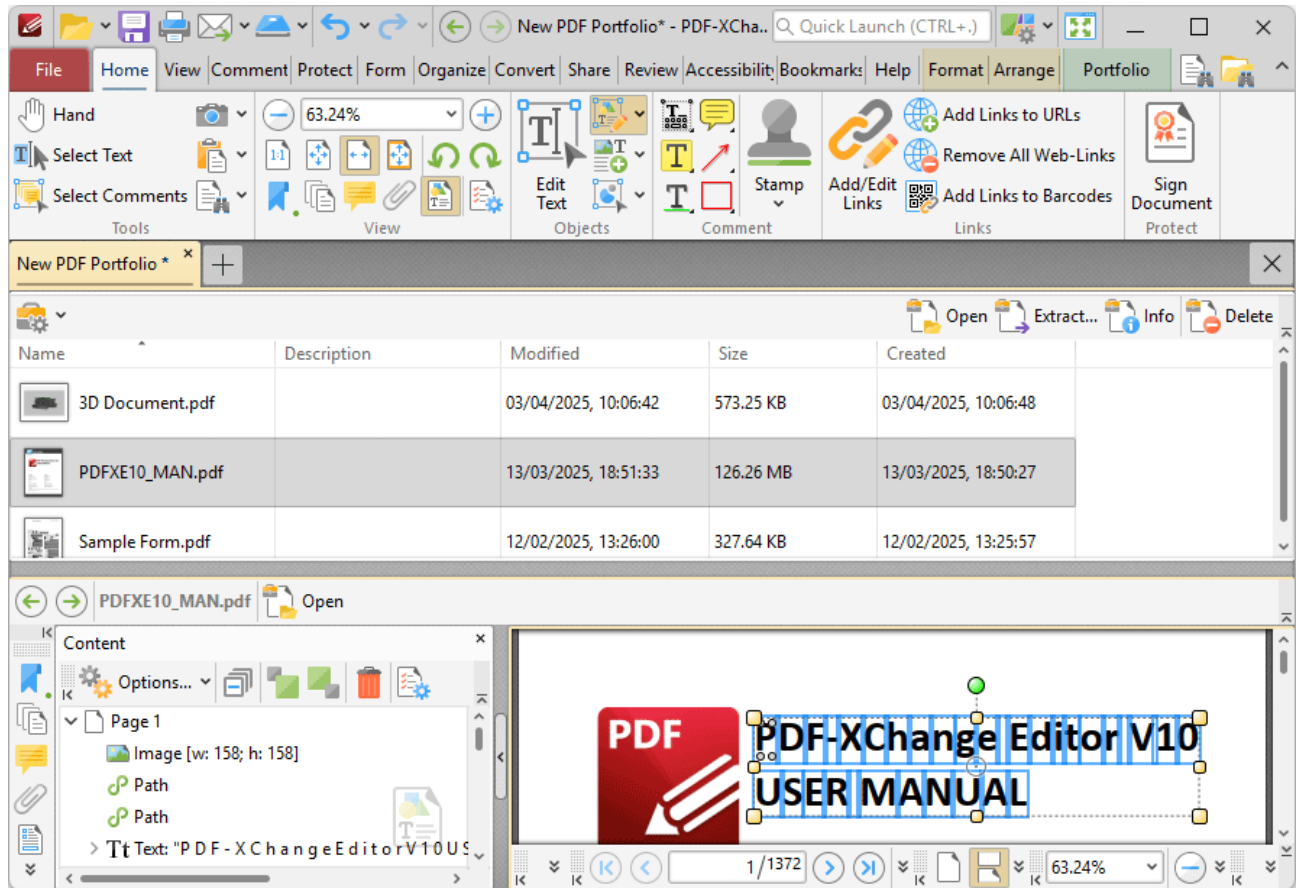 New PDF Portfolio* - PDF-XCha.. Quick Launch (CTRL+.)
File Home View Comment Protect Form Organize Convert Share Review Accessibility Bookmarks Help Format Arrange Portfolio
Hand 63.24% Add Links to URLs
Select Text 1:1 Remove All Web-Links
Select Comments Edit Text Stamp Add/Edit Links Add Links to Barcodes Sign Document
Tools View Objects Comment Links Protect
New PDF Portfolio *
Open Extract... Info Delete
Name Description Modified Size Created
3D Document.pdf 03/04/2025, 10:06:42 573.25 KB 03/04/2025, 10:06:48
PDFXE10_MAN.pdf 13/03/2025, 18:51:33 126.26 MB 13/03/2025, 18:50:27
Sample Form.pdf 12/02/2025, 13:26:00 327.64 KB 12/02/2025, 13:25:57
PDFXE10_MAN.pdf Open
Content
Options...
Page 1
Image [w: 158; h: 158]
Path
Path
Text: "P D F - X C h a n g e E d i t o r V 1 0 U S
PDF
PDF-XChange Editor V10
USER MANUAL
1/1372 63.24%